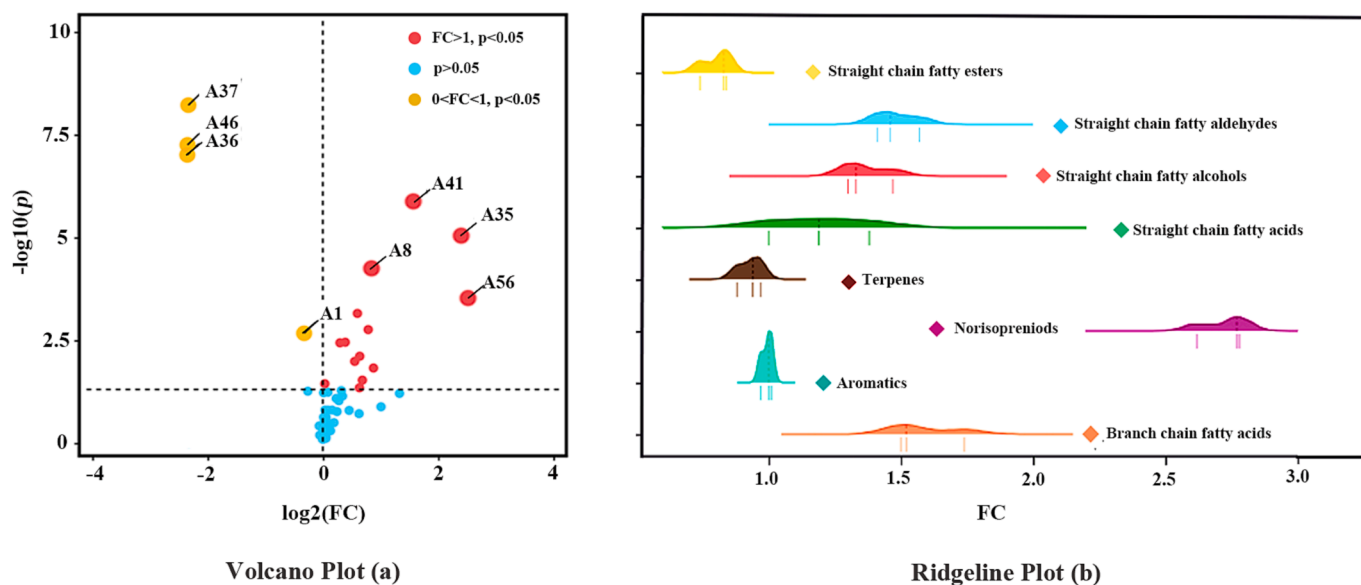 10
7.5
5
2.5
0
-4
-2
0
2
4
-log10(p)
log2(FC)
FC>1, p<0.05
p>0.05
0<FC<1, p<0.05
A37
A46
A36
A41
A35
A8
A56
A1
Volcano Plot (a)
Straight chain fatty esters
Straight chain fatty aldehydes
Straight chain fatty alcohols
Straight chain fatty acids
Terpenes
Norisopreniods
Aromatics
Branch chain fatty acids
1.0
1.5
2.0
2.5
3.0
FC
Ridgeline Plot (b)